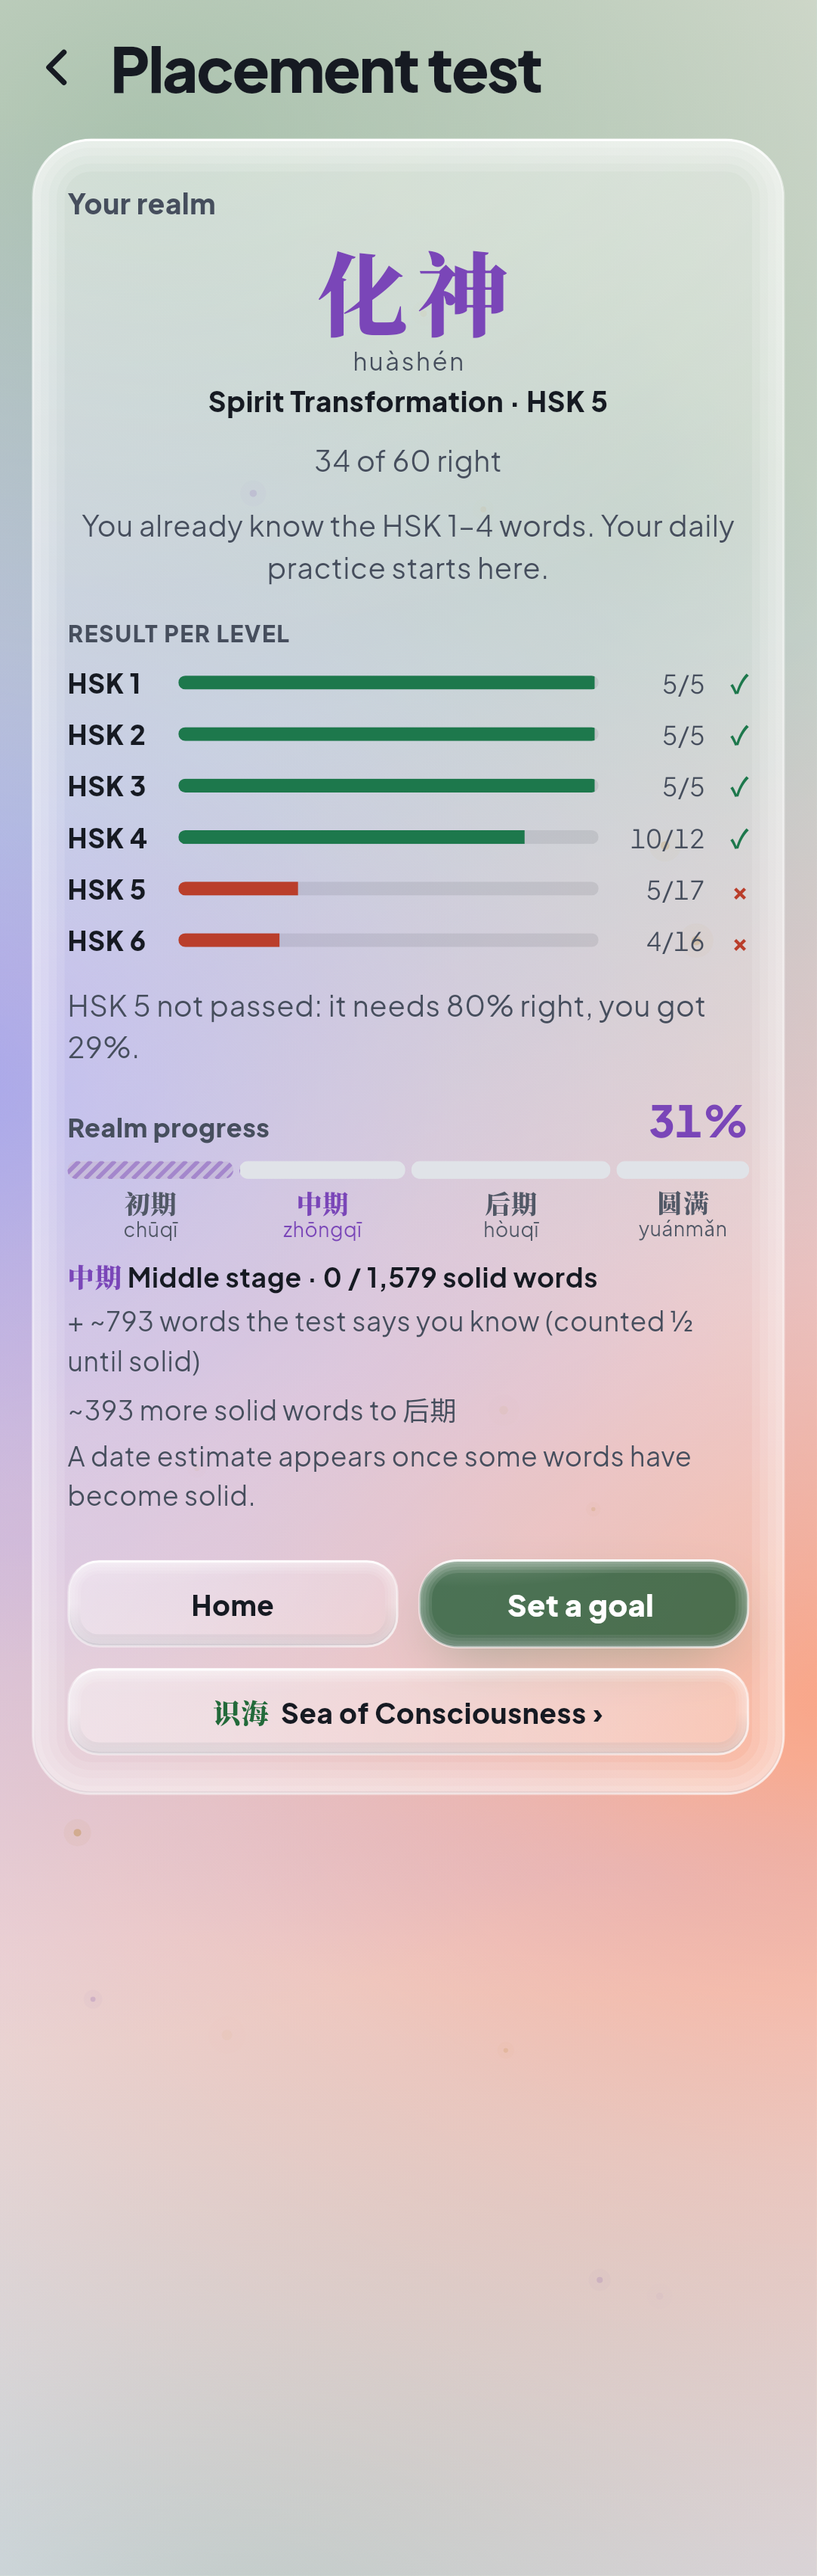 Placement test
Your realm
化神
huàshén
Spirit Transformation · HSK 5
34 of 60 right
You already know the HSK 1–4 words. Your daily
practice starts here.
RESULT PER LEVEL
HSK 1 5/5 ✓
HSK 2 5/5 ✓
HSK 3 5/5 ✓
HSK 4 10/12 ✓
HSK 5 5/17 ×
HSK 6 4/16 ×
HSK 5 not passed: it needs 80% right, you got
29%.
Realm progress 31%
初期 中期 后期 圆满
chūqī zhōngqī hòuqī yuánmǎn
中期 Middle stage · 0 / 1,579 solid words
+ ~793 words the test says you know (counted ½
until solid)
~393 more solid words to 后期
A date estimate appears once some words have
become solid.
Home Set a goal
识海 Sea of Consciousness ›